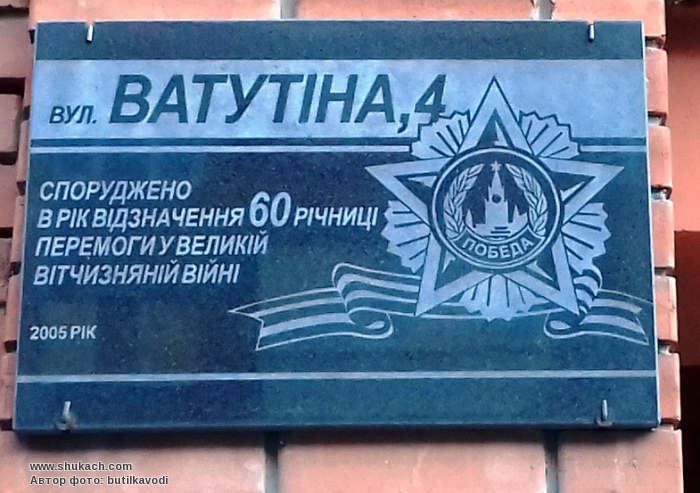 ВУЛ. ВАТУТІНА,4
СПОРУДЖЕНО
В РІК ВІДЗНАЧЕННЯ 60 РІЧНИЦІ
ПЕРЕМОГИ У ВЕЛИКІЙ
ВІТЧИЗНЯНІЙ ВІЙНІ
2005 РІК
ПОБЕДА
www.shukach.com
Автор фото: butilkavodi